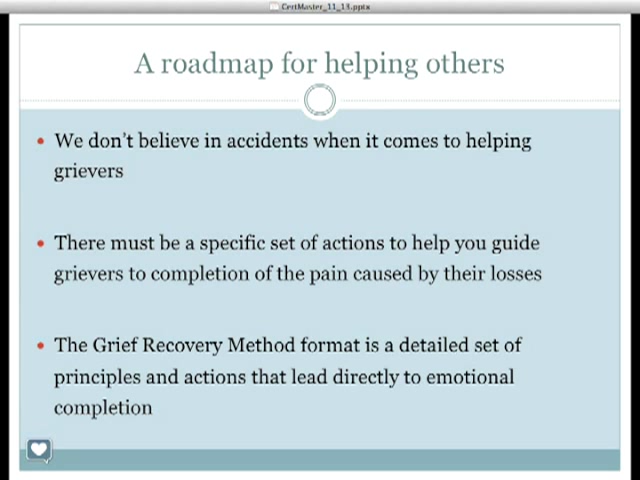 CertMaster_11_13.pptx
A roadmap for helping others
• We don't believe in accidents when it comes to helping
grievers
• There must be a specific set of actions to help you guide
grievers to completion of the pain caused by their losses
• The Grief Recovery Method format is a detailed set of
principles and actions that lead directly to emotional
completion